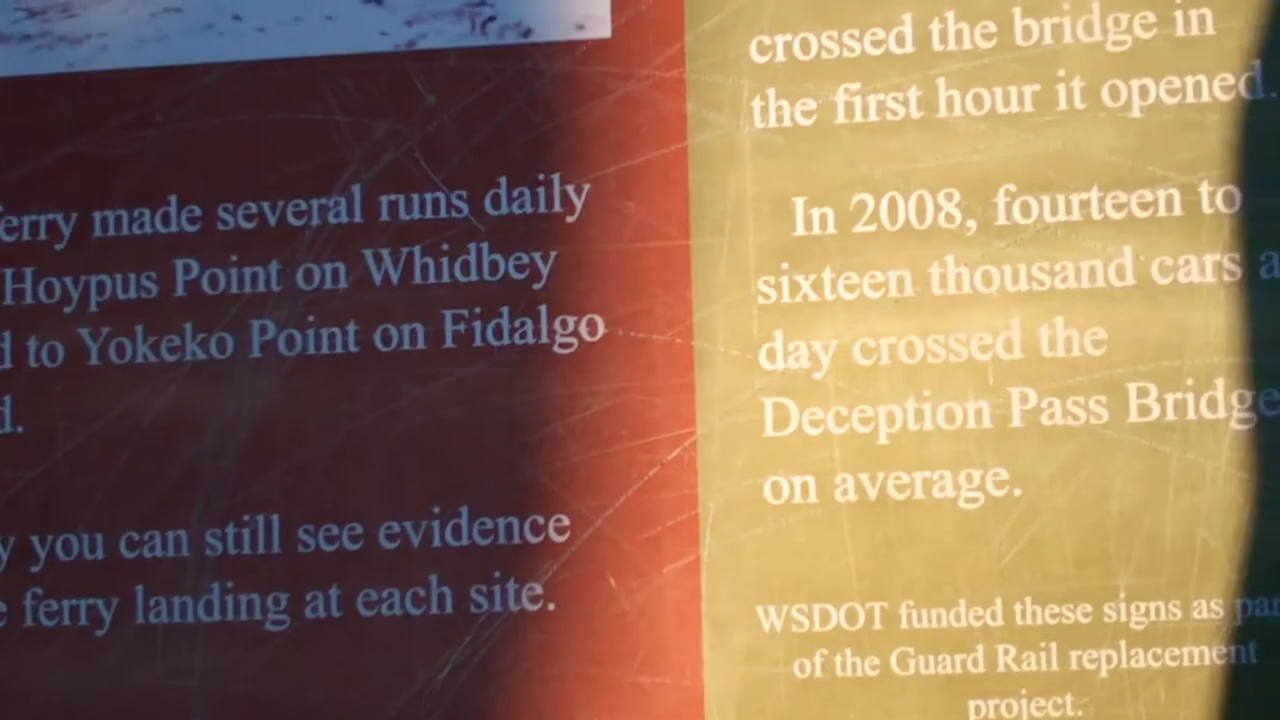 ferry made several runs daily
Hoypus Point on Whidbey
to Yokeko Point on Fidalgo
you can still see evidence
ferry landing at each site.
crossed the bridge in
the first hour it opened.
In 2008, fourteen to
sixteen thousand cars a
day crossed the
Deception Pass Bridge
on average.
WSDOT funded these signs as
of the Guard Rail replacement
project.